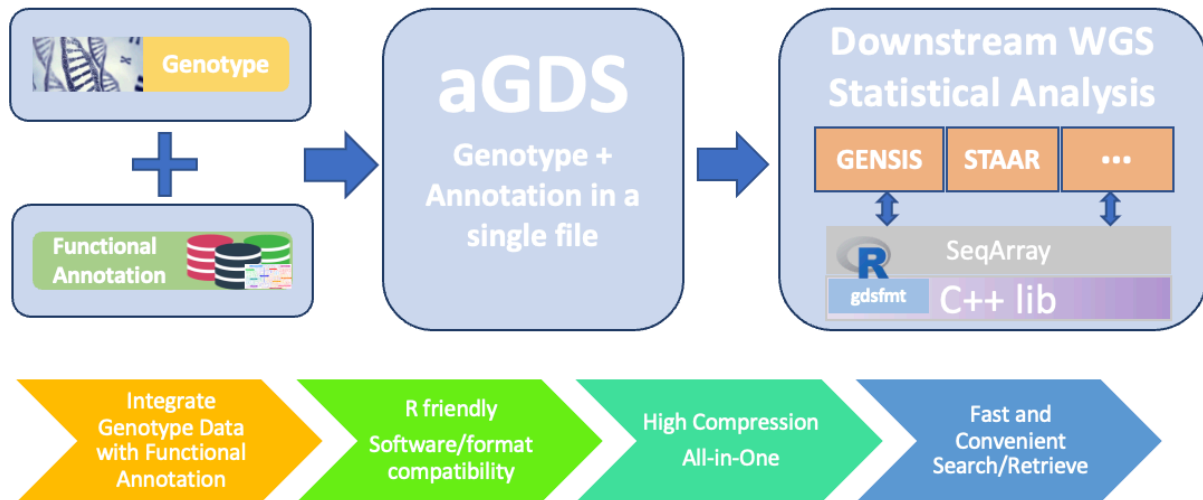 Genotype
Functional
Annotation
aGDS
Genotype +
Annotation in a
single file
Downstream WGS
Statistical Analysis
GENSIS
STAAR
...
R
SeqArray
gdsfmt
C++ lib
Integrate
Genotype Data
with Functional
Annotation
R friendly
Software/format
compatibility
High Compression
All-in-One
Fast and
Convenient
Search/Retrieve